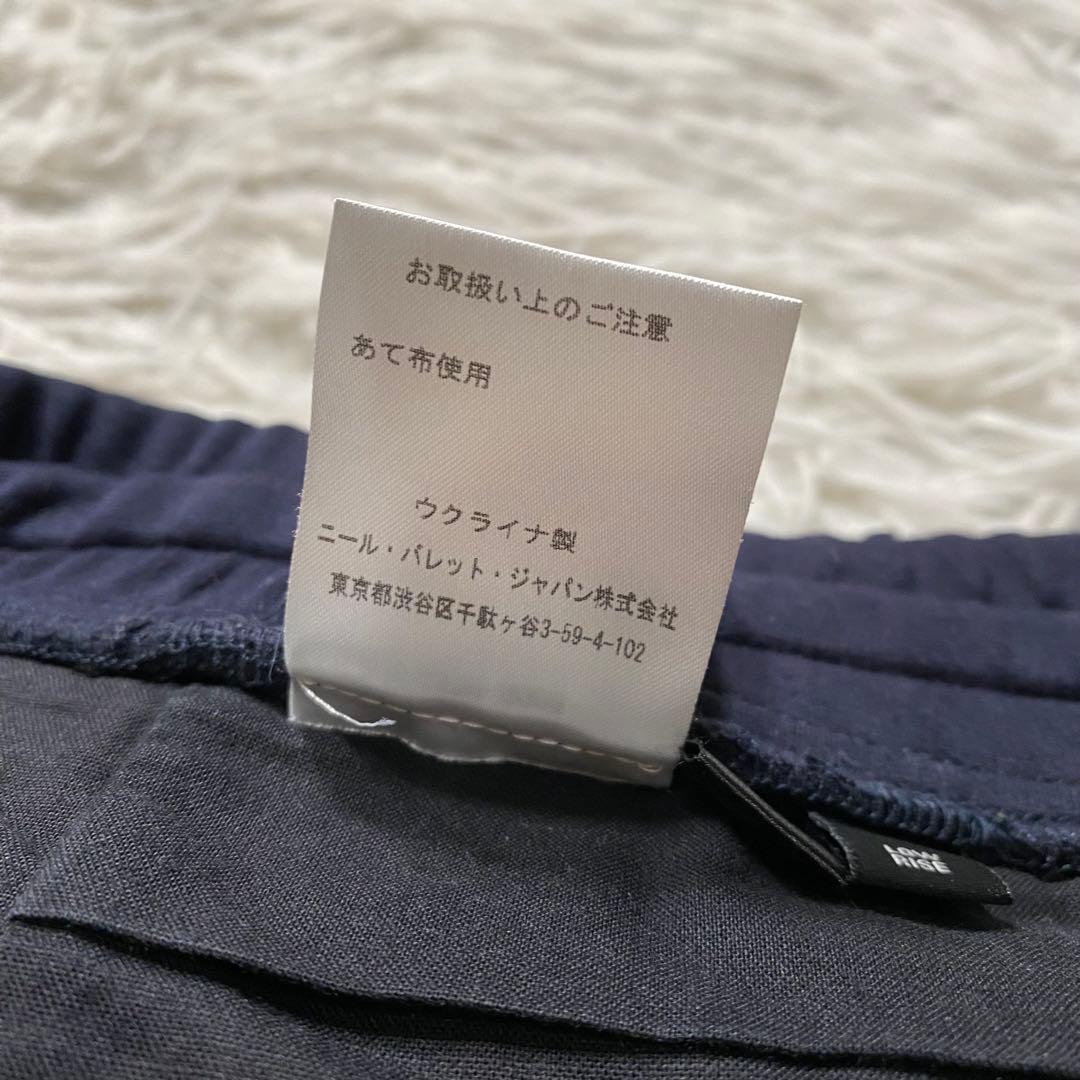 お取扱い上のご注意
あて布使用
ウクライナ製
ニール・バレット・ジャパン株式会社
東京都渋谷区千駄ヶ谷3-59-4-102
LOW
RISE